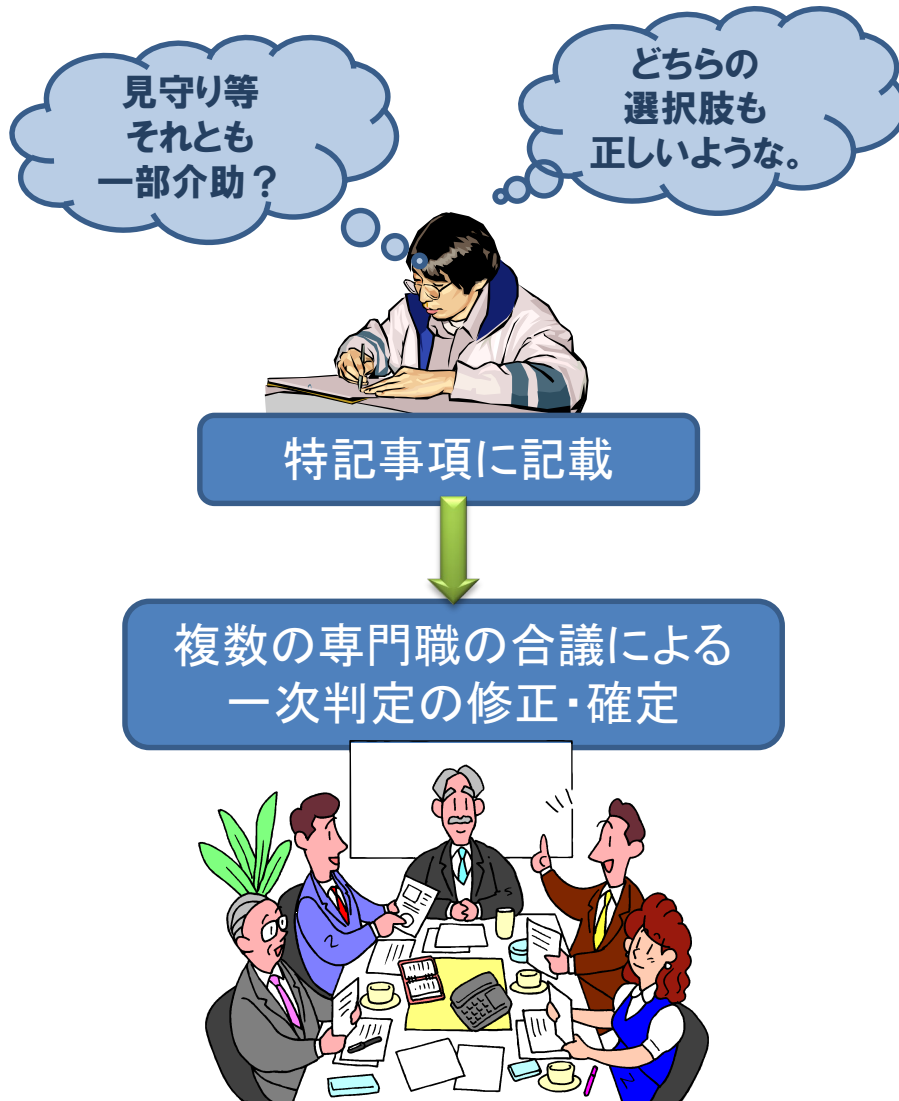 見守り等
それとも
一部介助？
どちらの
選択肢も
正しいような。
特記事項に記載
複数の専門職の合議による
一次判定の修正・確定